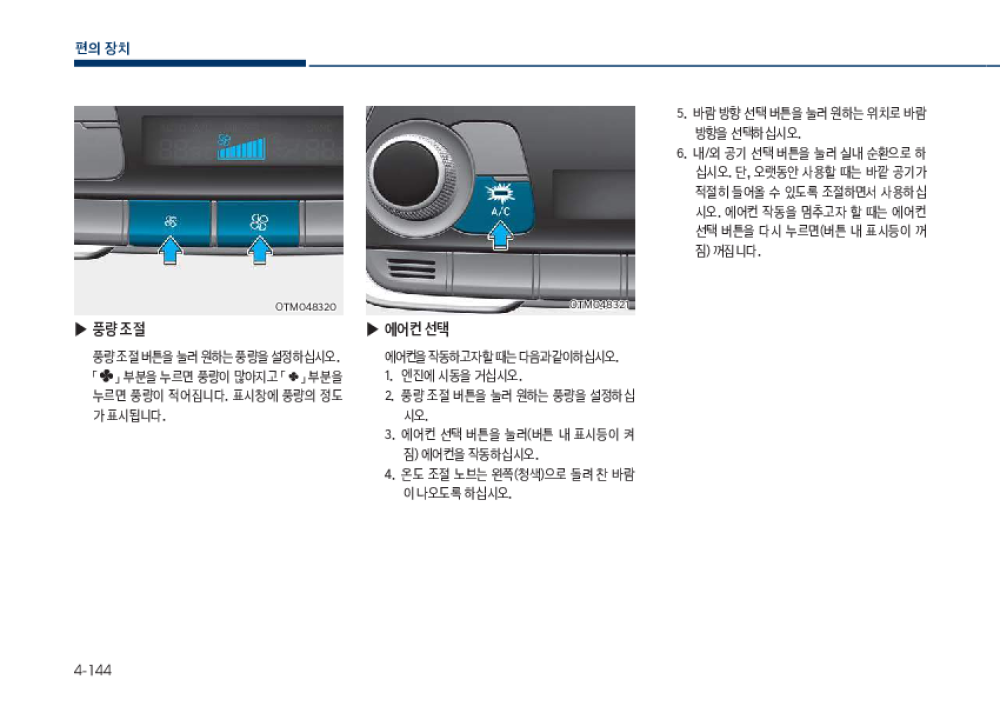 편의 장치
OTM048320
▶ 풍량 조절
풍량 조절 버튼을 눌러 원하는 풍량을 설정하십시오.
「 」 부분을 누르면 풍량이 많아지고 「 」 부분을
누르면 풍량이 적어집니다. 표시창에 풍량의 정도
가 표시됩니다.
A/C
OTM048321
▶ 에어컨 선택
에어컨을 작동하고자 할 때는 다음과 같이 하십시오.
1. 엔진에 시동을 거십시오.
2. 풍량 조절 버튼을 눌러 원하는 풍량을 설정하십
시오.
3. 에어컨 선택 버튼을 눌러(버튼 내 표시등이 켜
짐) 에어컨을 작동하십시오.
4. 온도 조절 노브는 왼쪽(청색)으로 돌려 찬 바람
이 나오도록 하십시오.
5. 바람 방향 선택 버튼을 눌러 원하는 위치로 바람
방향을 선택하십시오.
6. 내/외 공기 선택 버튼을 눌러 실내 순환으로 하
십시오. 단, 오랫동안 사용할 때는 바깥 공기가
적절히 들어올 수 있도록 조절하면서 사용하십
시오. 에어컨 작동을 멈추고자 할 때는 에어컨
선택 버튼을 다시 누르면(버튼 내 표시등이 꺼
짐) 꺼집니다.
4-144